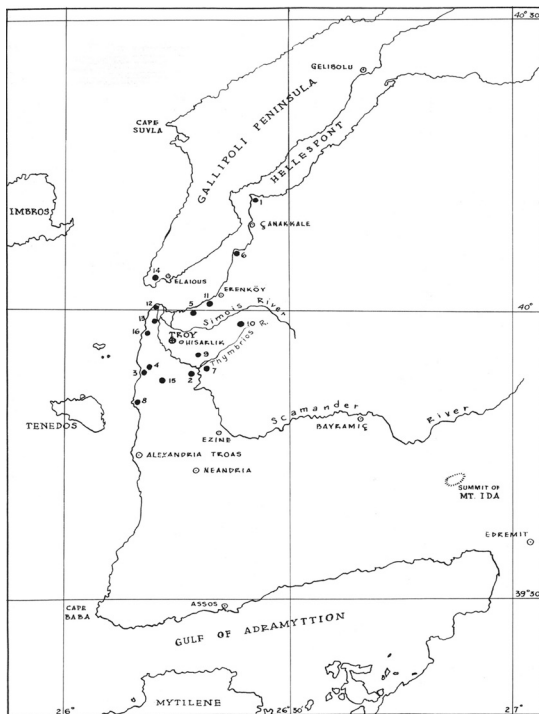 40° 30'
GELIBOLU
CAPE
SUVLA
GALLIPOLI PENINSULA
HELLESPONT
IMBROS
1
ÇANAKKALE
6
14
ELAIOUS
ERENKÖY
11
12
5
40°
13
Simois River
16
TROY
HISARLIK
10
Thymbrios R.
9
4
3
7
2
15
8
Scamander River
TENEDOS
EZINE
BAYRAMIÇ
ALEXANDRIA TROAS
NEANDRIA
SUMMIT OF
MT. IDA
EDREMIT
39° 30
CAPE
BABA
ASSOS
GULF OF ADRAMYTTION
MYTILENE
26°
26° 30'
27°